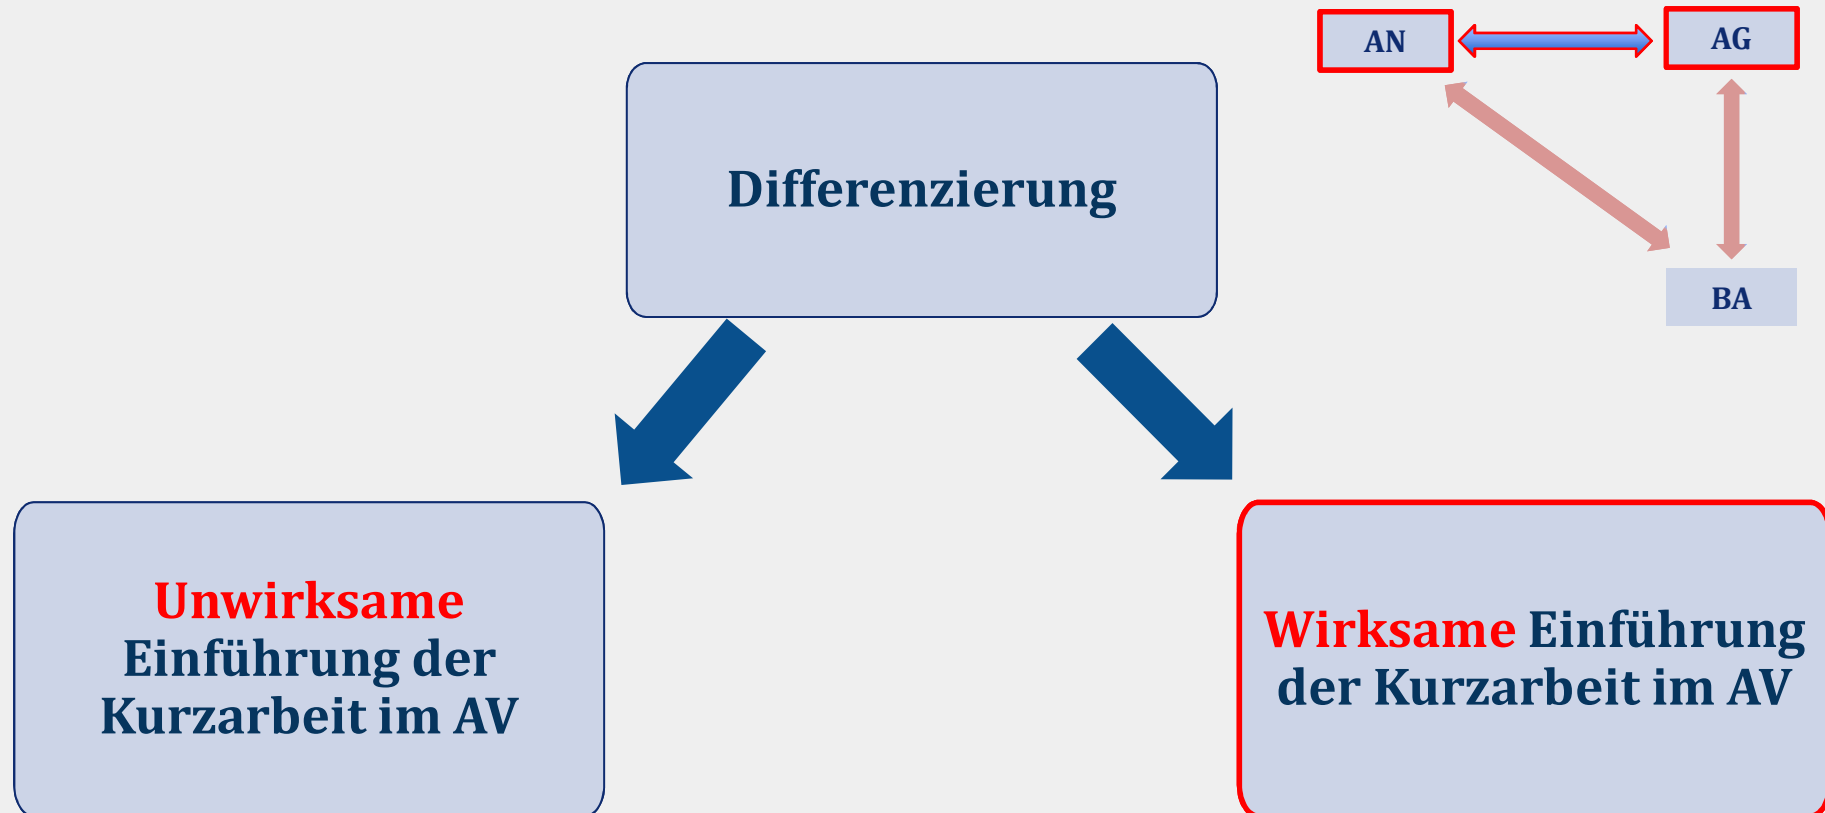 AN
AG
Differenzierung
BA
Unwirksame
Einführung der
Kurzarbeit im AV
Wirksame Einführung
der Kurzarbeit im AV